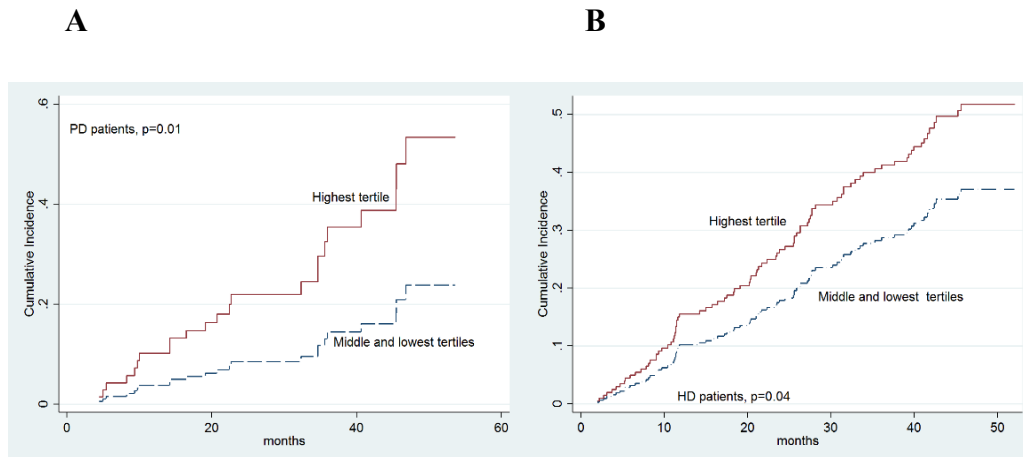 A
B
Cumulative Incidence
.6
.4
.2
0
PD patients, p=0.01
Highest tertile
Middle and lowest tertiles
0 20 40 60
months
Cumulative Incidence
.5
.4
.3
.2
.1
0
Highest tertile
Middle and lowest tertiles
HD patients, p=0.04
0 10 20 30 40 50
months